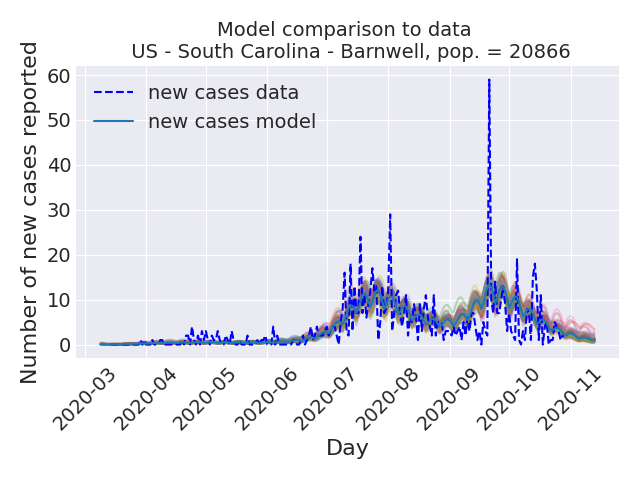 Model comparison to data
US - South Carolina - Barnwell, pop. = 20866
Number of new cases reported
60
50
40
30
20
10
0
new cases data
new cases model
2020-03
2020-04
2020-05
2020-06
2020-07
2020-08
2020-09
2020-10
2020-11
Day